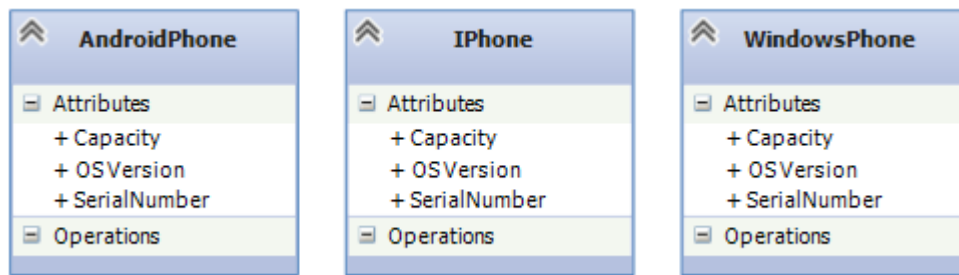 AndroidPhone
Attributes
+ Capacity
+ OSVersion
+ SerialNumber
Operations
IPhone
Attributes
+ Capacity
+ OSVersion
+ SerialNumber
Operations
WindowsPhone
Attributes
+ Capacity
+ OSVersion
+ SerialNumber
Operations